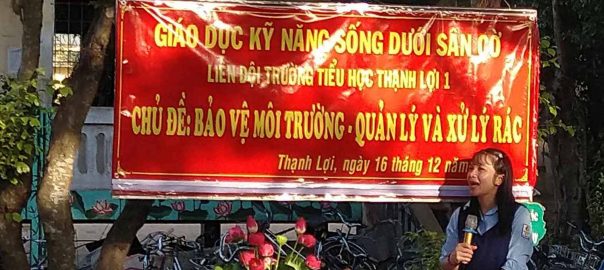 GIÁO DỤC KỸ NĂNG SỐNG DƯỚI SÂN CỜ
LIÊN ĐỘI TRƯỜNG TIỂU HỌC THẠNH LỢI 1
CHỦ ĐỀ: BẢO VỆ MÔI TRƯỜNG - QUẢN LÝ VÀ XỬ LÝ RÁC
Thạnh Lợi, ngày 16 tháng 12 năm